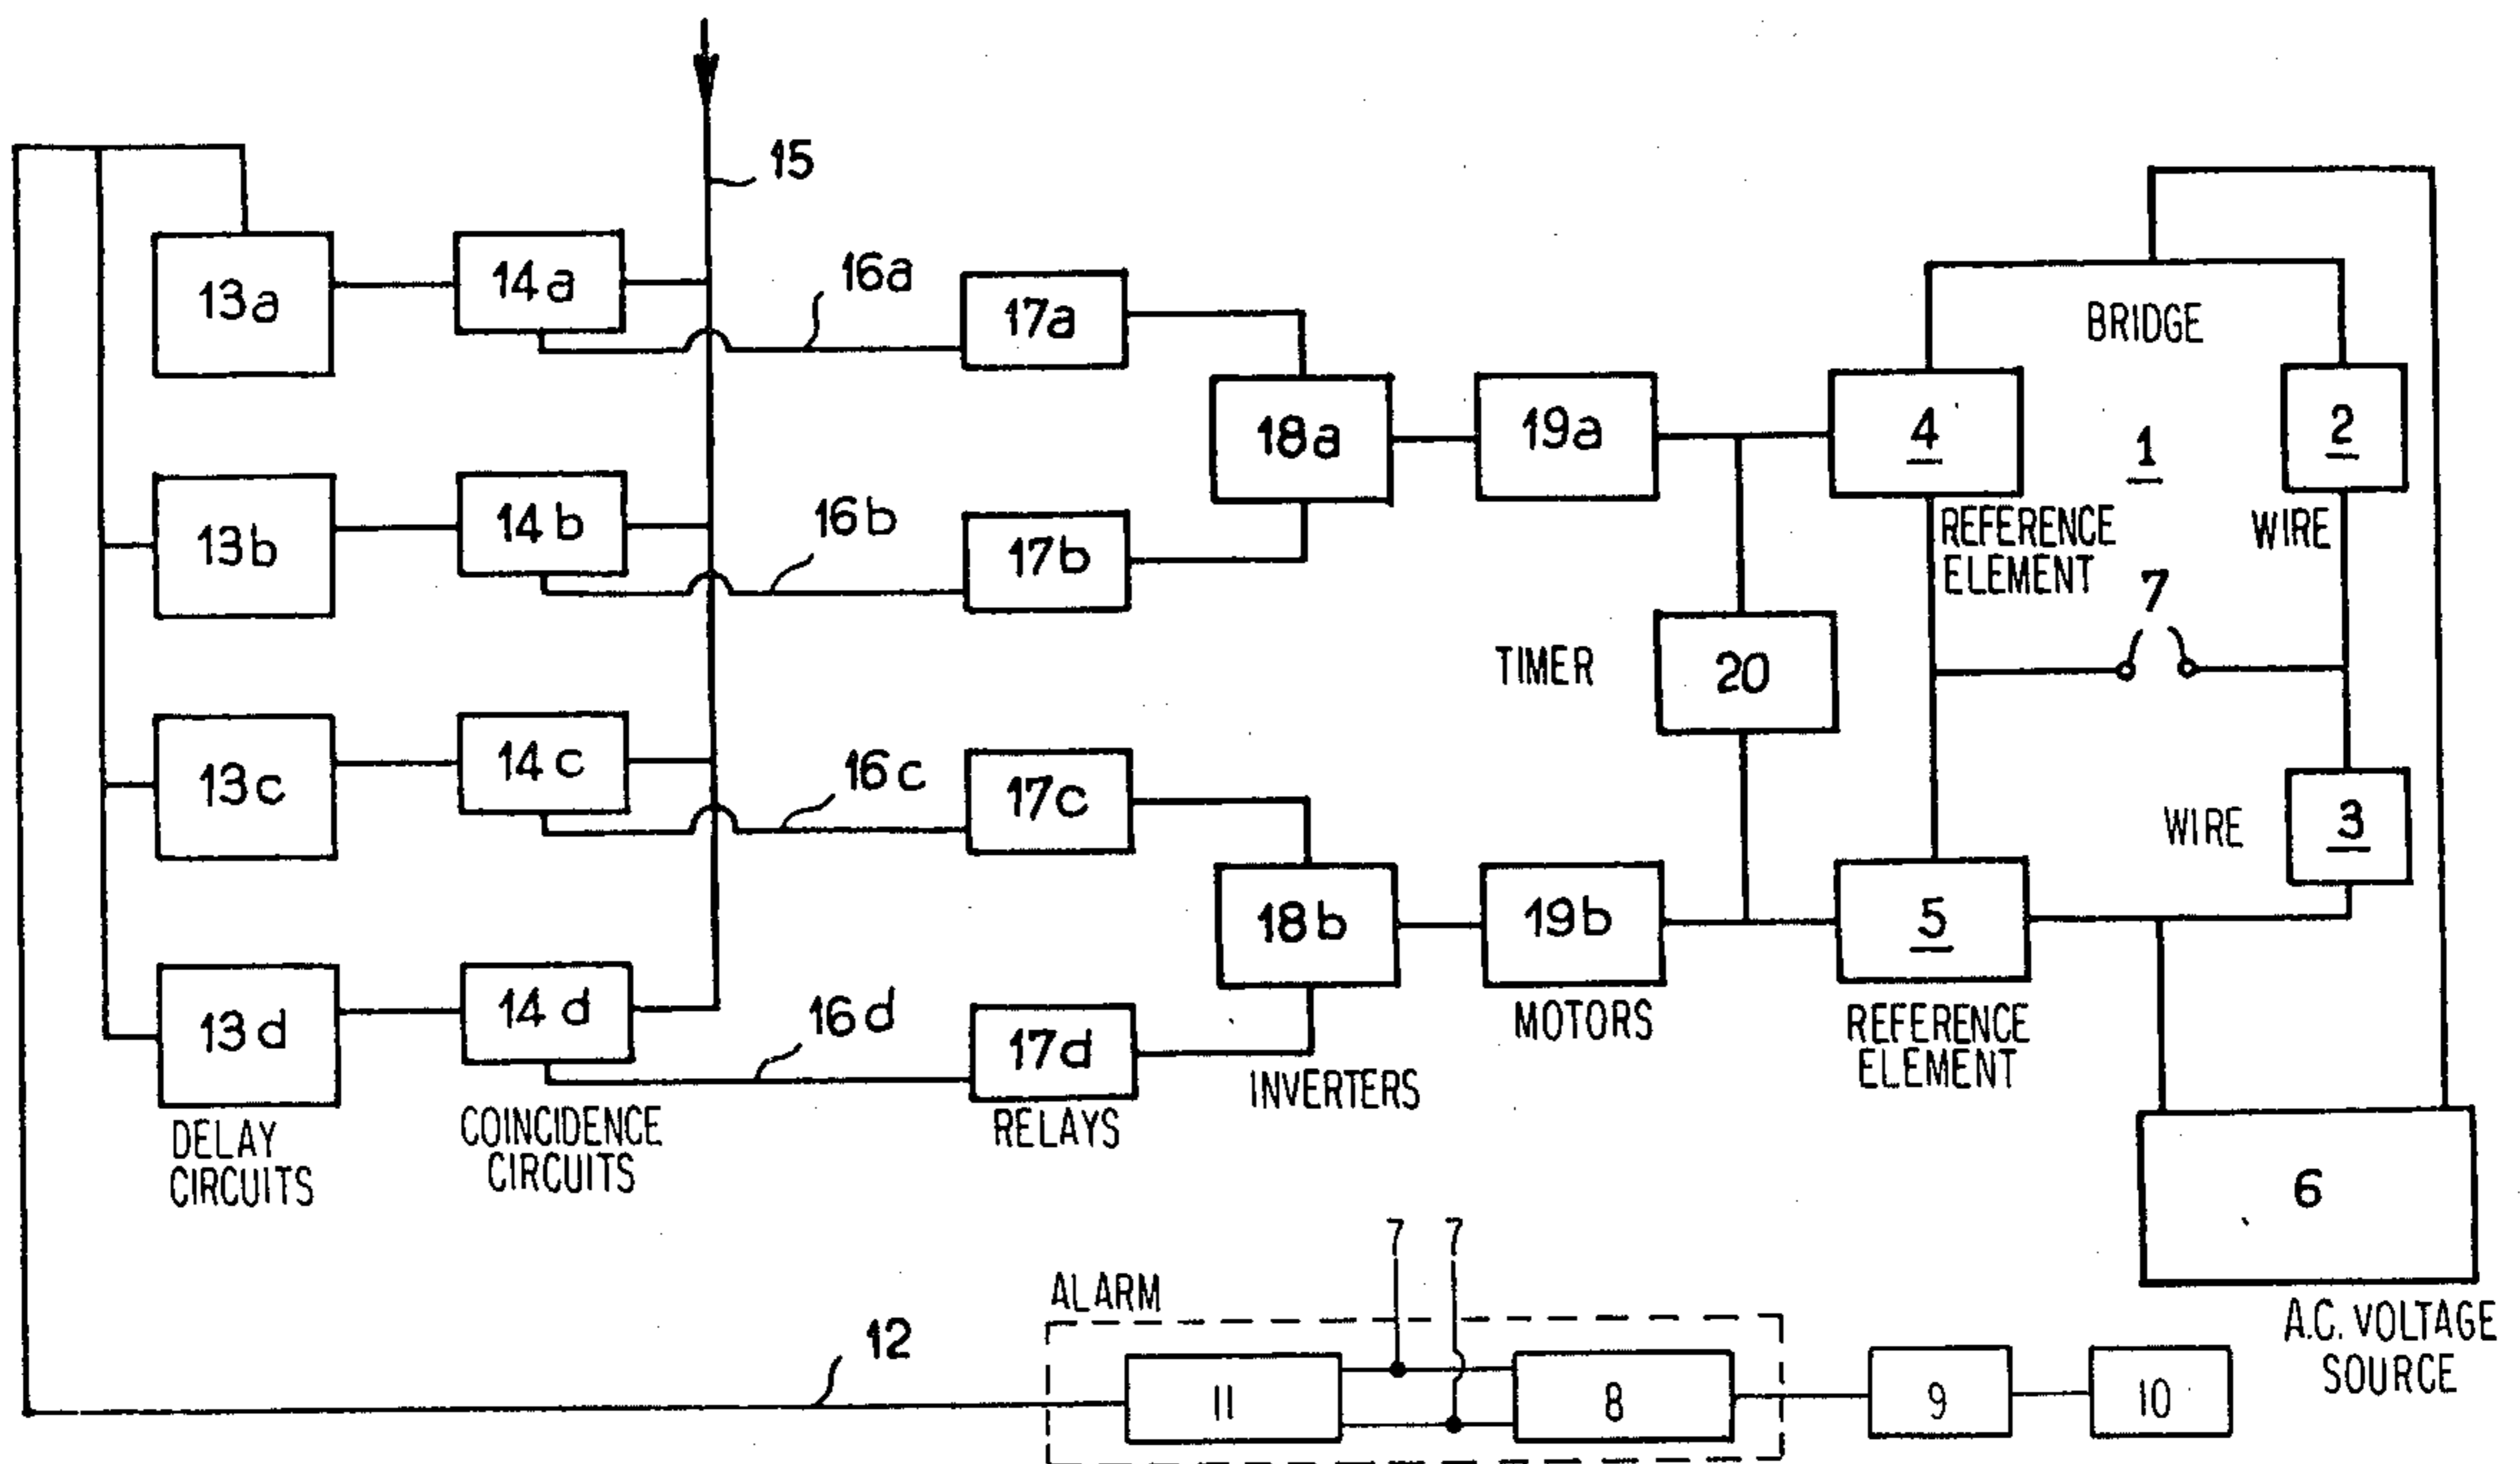 15
13a
14a
16a
17a
18a
19a
4
BRIDGE
1
2
13b
14b
16b
17b
REFERENCE
ELEMENT
WIRE
7
TIMER
20
13c
14c
16c
17c
WIRE
3
18b
19b
5
13d
14d
16d
17d
MOTORS
REFERENCE
ELEMENT
INVERTERS
RELAYS
COINCIDENCE
CIRCUITS
DELAY
CIRCUITS
6
7 7
ALARM
A.C. VOLTAGE
SOURCE
12
11
8
9
10